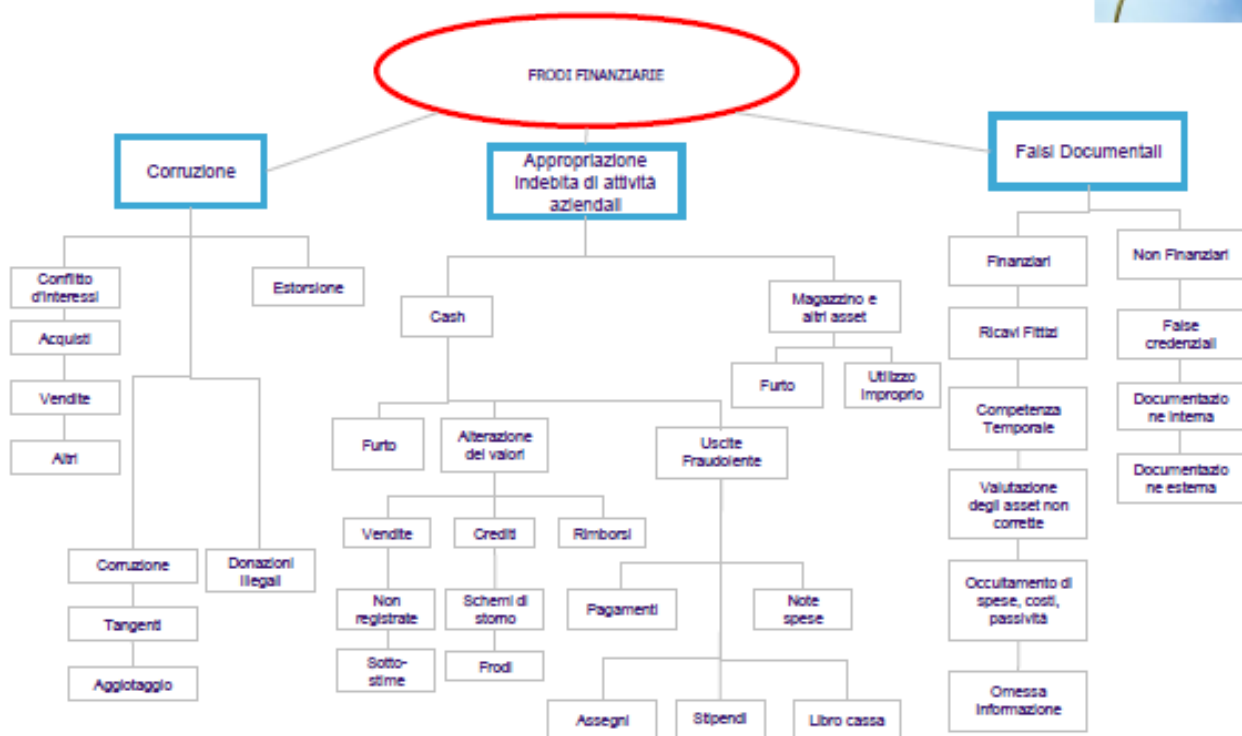 FRODI FINANZIARIE
Corruzione
Appropriazione
indebita di attività
aziendali
Falsi Documentali
Conflitto
d'interessi
Acquisti
Vendite
Altri
Estorsione
Corruzione
Tangenti
Aggiotaggio
Donazioni
illegali
Cash
Magazzino e
altri asset
Furto
Utilizzo
improprio
Furto
Alterazione
dei valori
Uscite
Fraudolente
Vendite
Crediti
Rimborsi
Non
registrate
Schemi di
storno
Sotto-
stime
Frodi
Pagamenti
Note
spese
Assegni
Stipendi
Libro cassa
Finanziari
Ricavi Fittizi
Competenza
Temporale
Valutazione
degli asset non
corrette
Occultamento di
spese, costi,
passività
Omessa
informazione
Non Finanziari
False
credenziali
Documentazio
ne interna
Documentazio
ne esterna